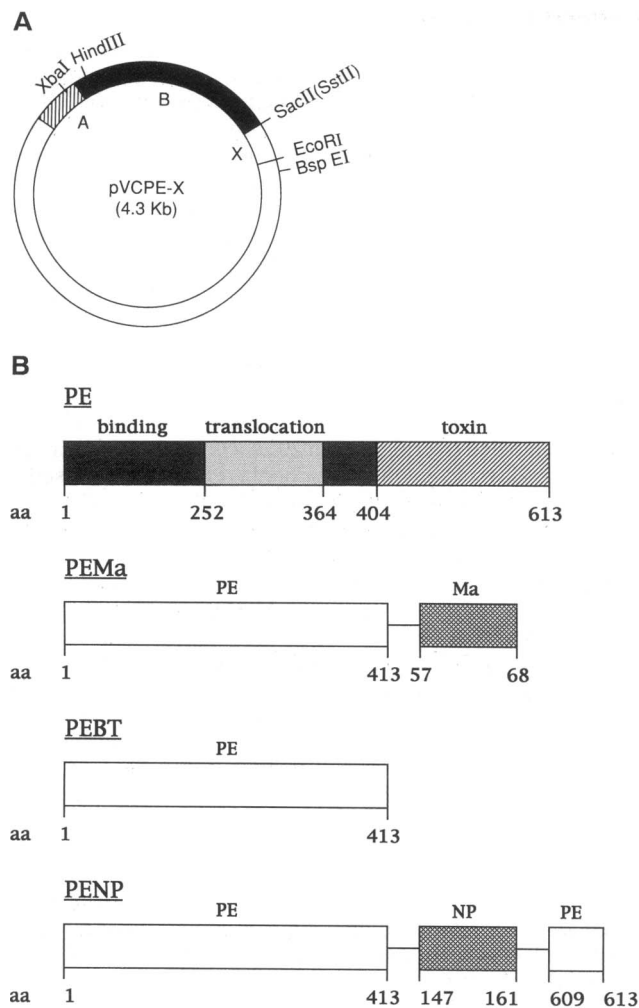 A
XbaI
HindIII
B
SacII(SstII)
A
X
EcoRI
Bsp EI
pVCPE-X
(4.3 Kb)
B
PE
binding translocation toxin
aa 1 252 364 404 613
PEMa
PE Ma
aa 1 413 57 68
PEBT
PE
aa 1 413
PENP
PE NP PE
aa 1 413 147 161 609 613